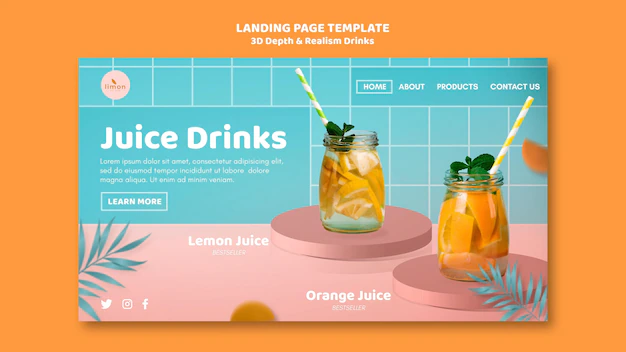 LANDING PAGE TEMPLATE
3D Depth & Realism Drinks
limon
HOME ABOUT PRODUCTS CONTACT US
Juice Drinks
Lorem ipsum dolor sit amet, consectetur adipisicing elit,
sed do eiusmod tempor incididunt ut labore dolore
magna aliqua. Ut enim ad minim veniam.
LEARN MORE
Lemon Juice
BESTSELLER
Orange Juice
BESTSELLER